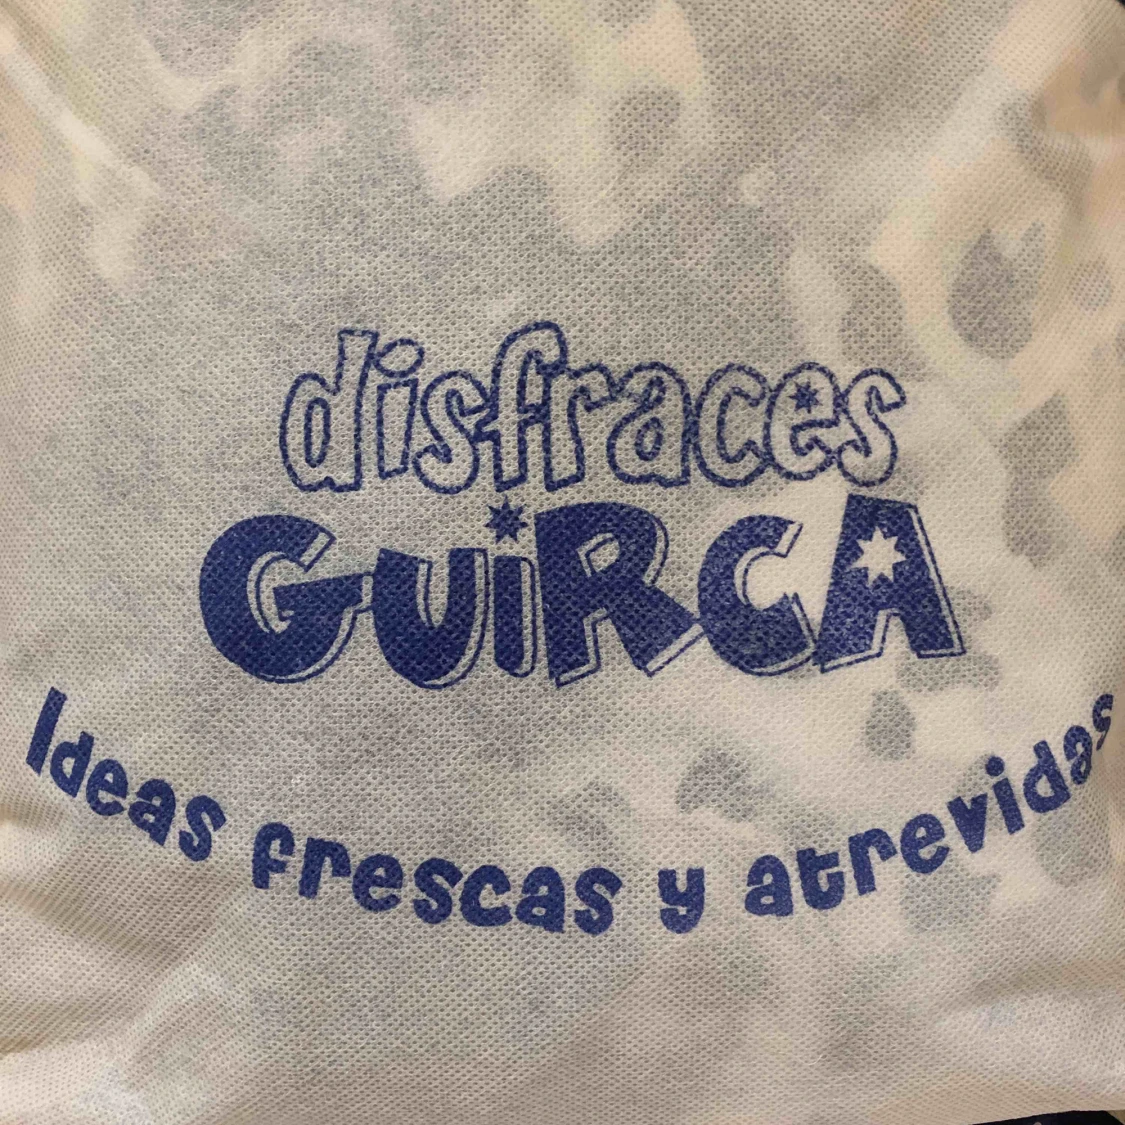 disfraces
GUiRCA
Ideas frescas y atrevidas